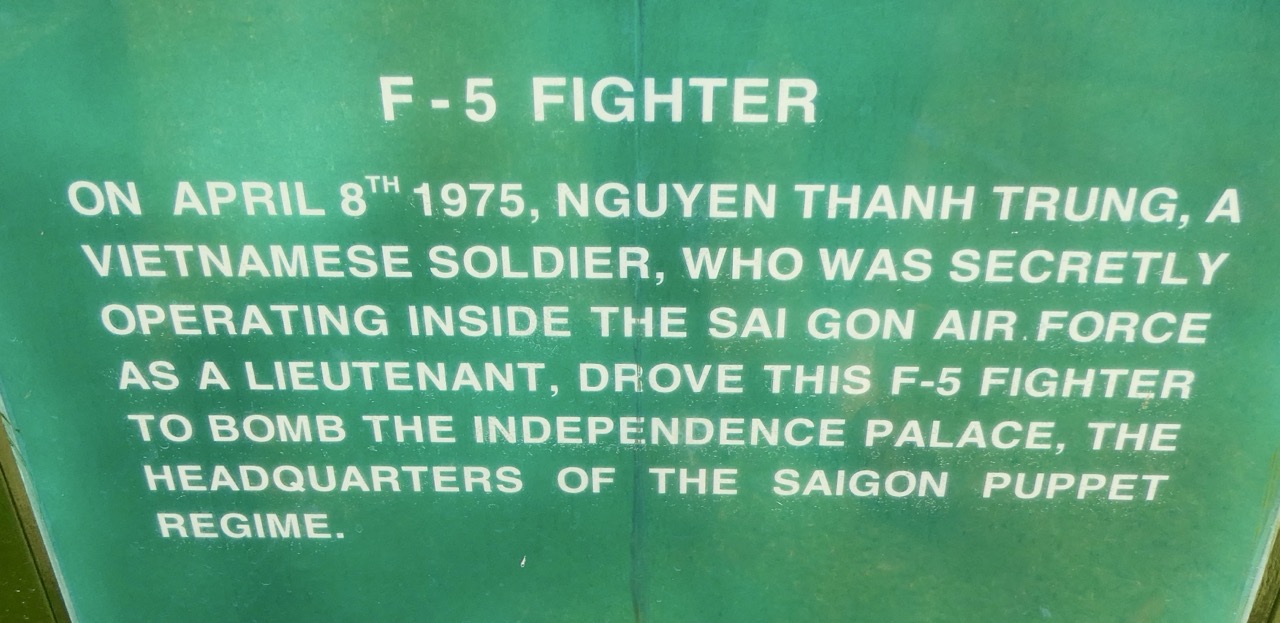 F-5 FIGHTER
ON APRIL 8TH 1975, NGUYEN THANH TRUNG, A
VIETNAMESE SOLDIER, WHO WAS SECRETLY
OPERATING INSIDE THE SAI GON AIR FORCE
AS A LIEUTENANT, DROVE THIS F-5 FIGHTER
TO BOMB THE INDEPENDENCE PALACE, THE
HEADQUARTERS OF THE SAIGON PUPPET
REGIME.